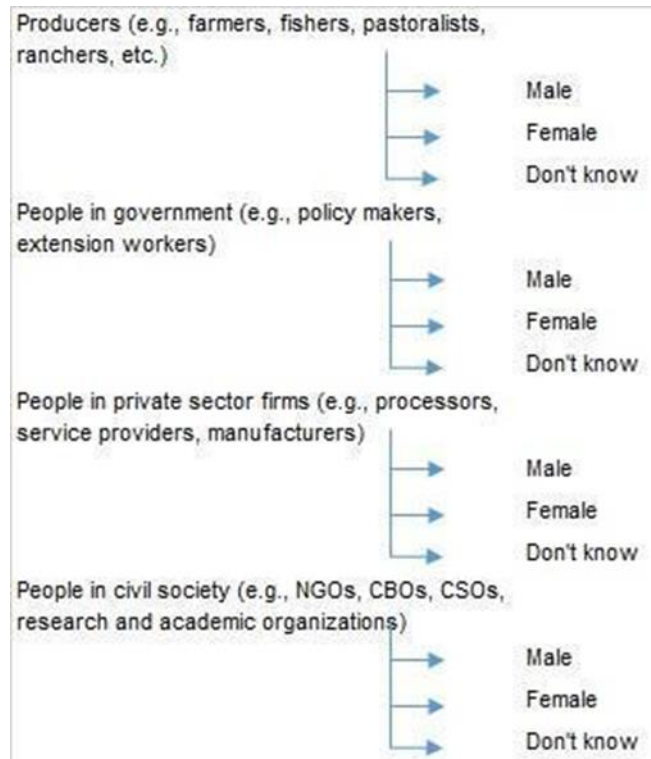 Producers (e.g., farmers, fishers, pastoralists,
ranchers, etc.)
Male
Female
Don't know
People in government (e.g., policy makers,
extension workers)
Male
Female
Don't know
People in private sector firms (e.g., processors,
service providers, manufacturers)
Male
Female
Don't know
People in civil society (e.g., NGOs, CBOs, CSOs,
research and academic organizations)
Male
Female
Don't know